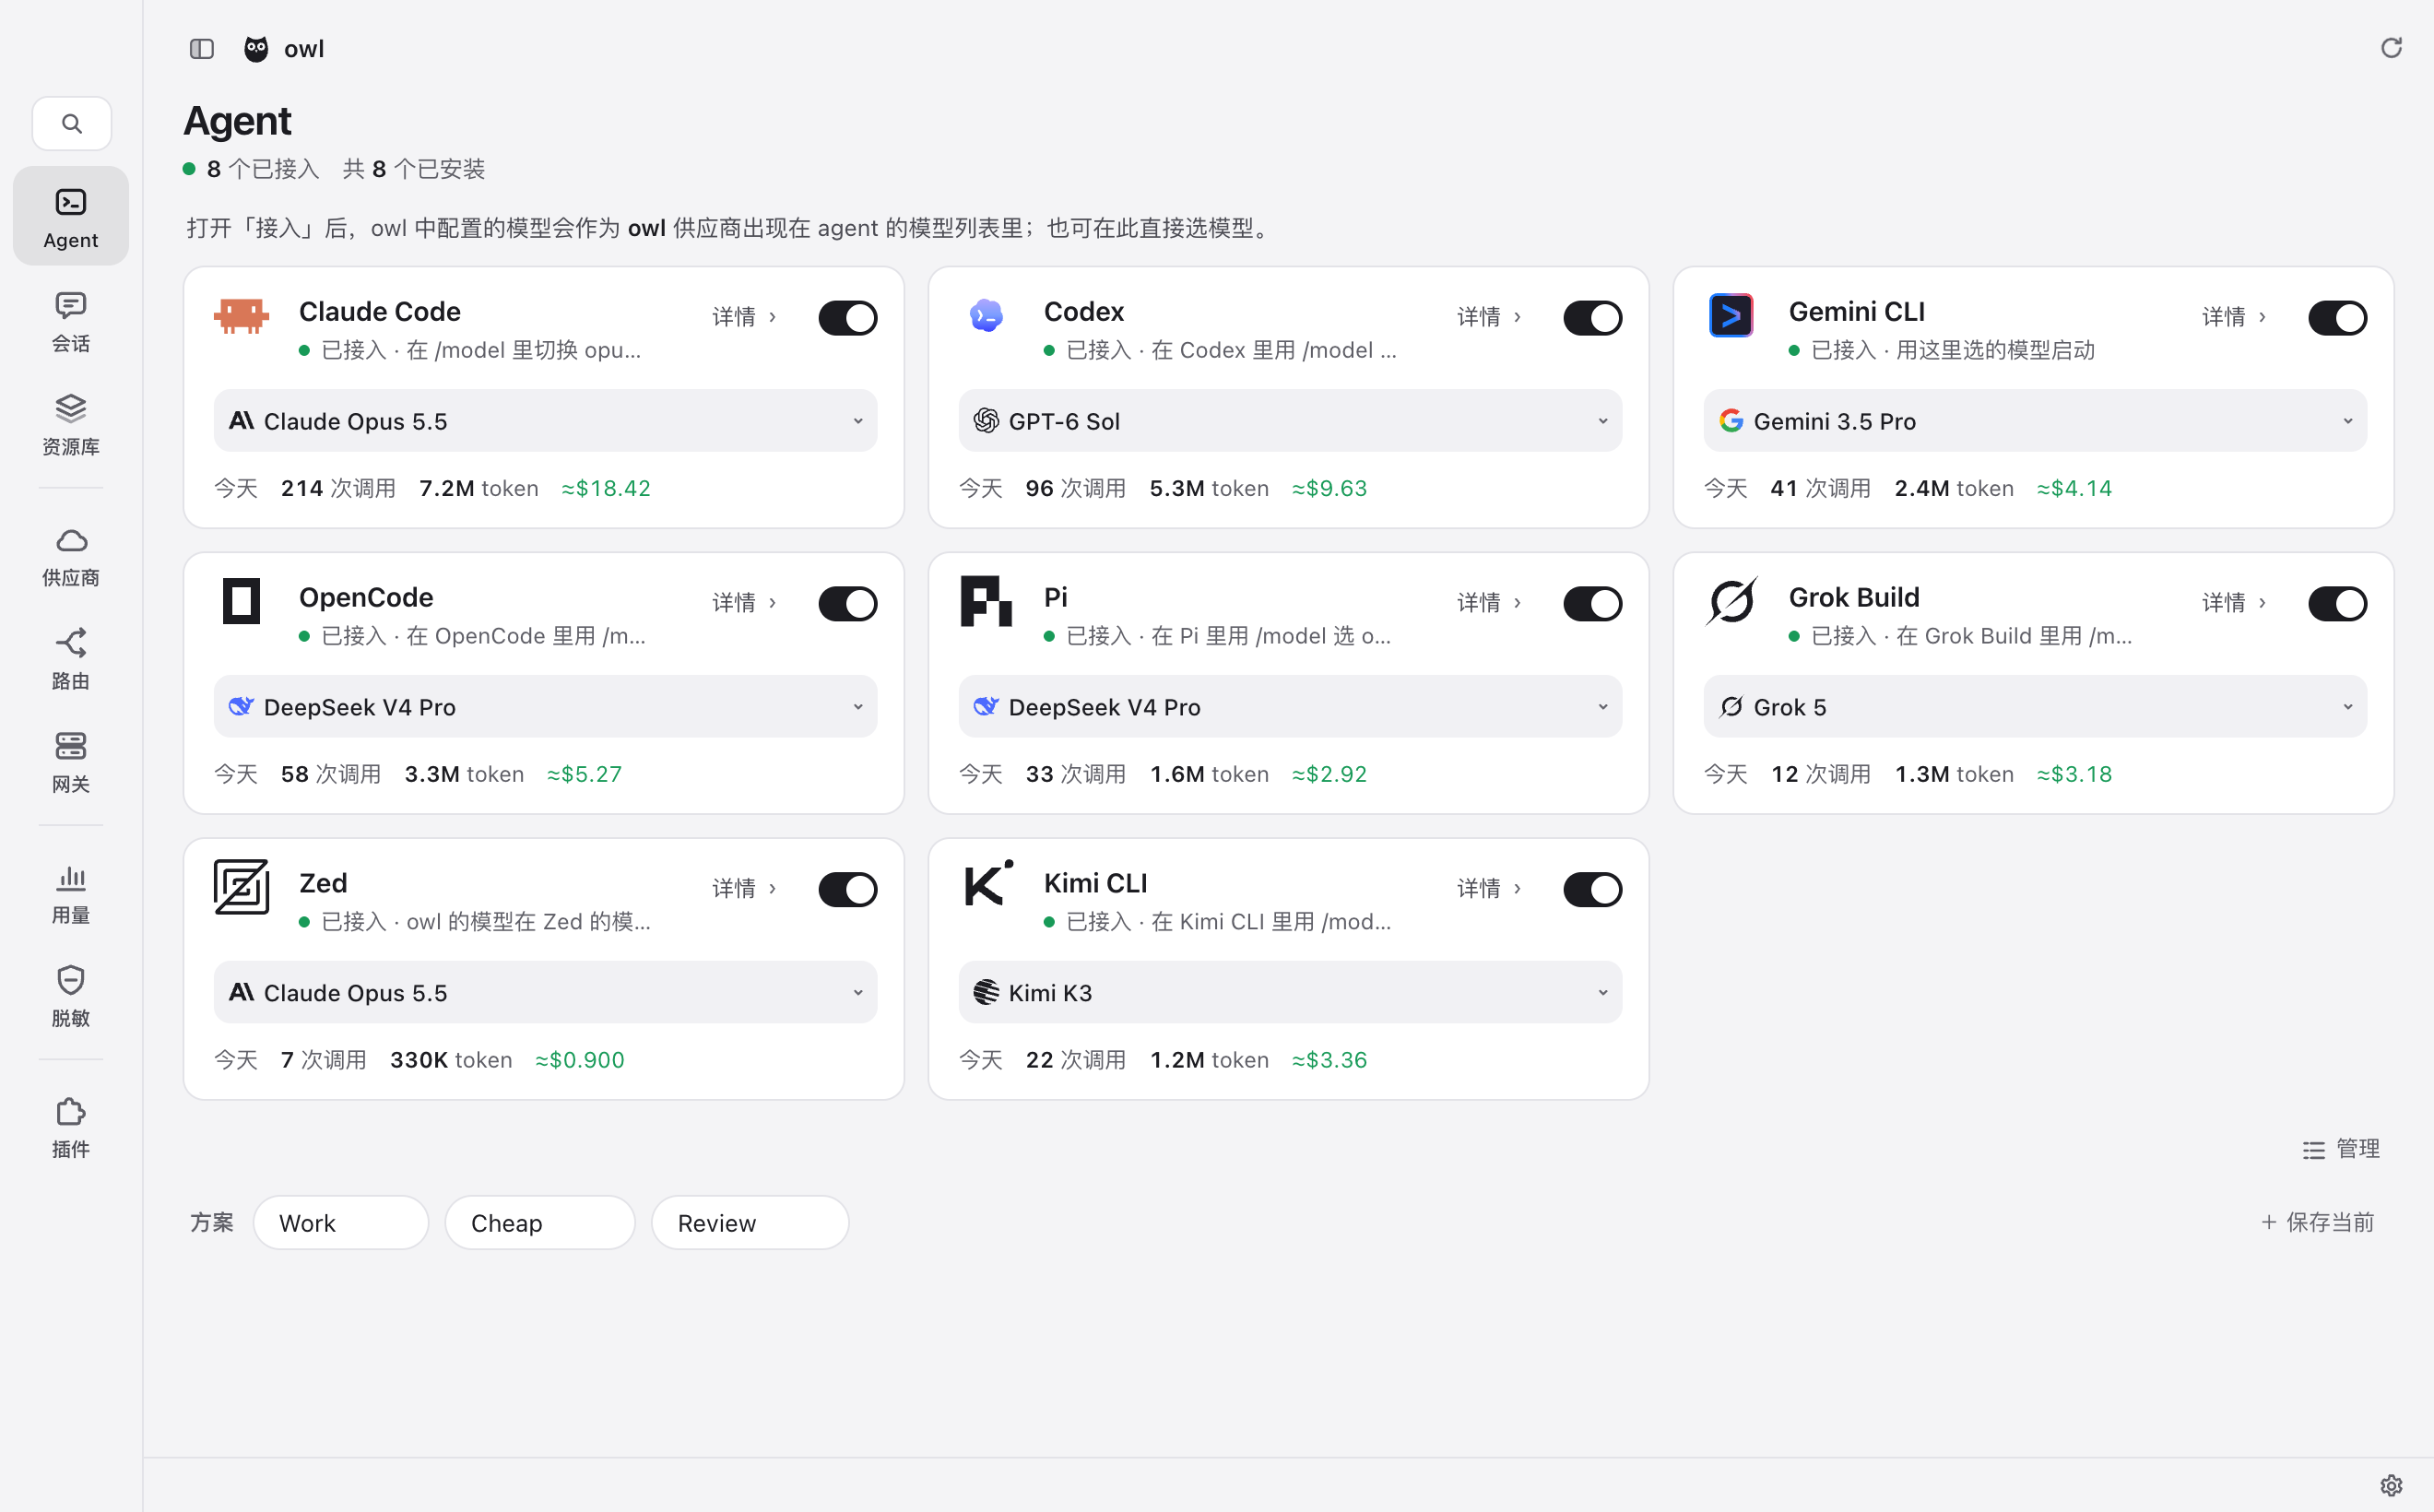 owl
Agent
8 个已接入 共 8 个已安装
打开「接入」后，owl 中配置的模型会作为 owl 供应商出现在 agent 的模型列表里；也可在此直接选模型。
Agent
会话
资源库
供应商
路由
网关
用量
脱敏
插件
Claude Code 详情 ›
已接入 · 在 /model 里切换 opu...
Claude Opus 5.5
今天 214 次调用 7.2M token ≈$18.42
Codex 详情 ›
已接入 · 在 Codex 里用 /model ...
GPT-6 Sol
今天 96 次调用 5.3M token ≈$9.63
Gemini CLI 详情 ›
已接入 · 用这里选的模型启动
Gemini 3.5 Pro
今天 41 次调用 2.4M token ≈$4.14
OpenCode 详情 ›
已接入 · 在 OpenCode 里用 /m...
DeepSeek V4 Pro
今天 58 次调用 3.3M token ≈$5.27
Pi 详情 ›
已接入 · 在 Pi 里用 /model 选 o...
DeepSeek V4 Pro
今天 33 次调用 1.6M token ≈$2.92
Grok Build 详情 ›
已接入 · 在 Grok Build 里用 /m...
Grok 5
今天 12 次调用 1.3M token ≈$3.18
Zed 详情 ›
已接入 · owl 的模型在 Zed 的模...
Claude Opus 5.5
今天 7 次调用 330K token ≈$0.900
Kimi CLI 详情 ›
已接入 · 在 Kimi CLI 里用 /mod...
Kimi K3
今天 22 次调用 1.2M token ≈$3.36
管理
方案 Work Cheap Review + 保存当前